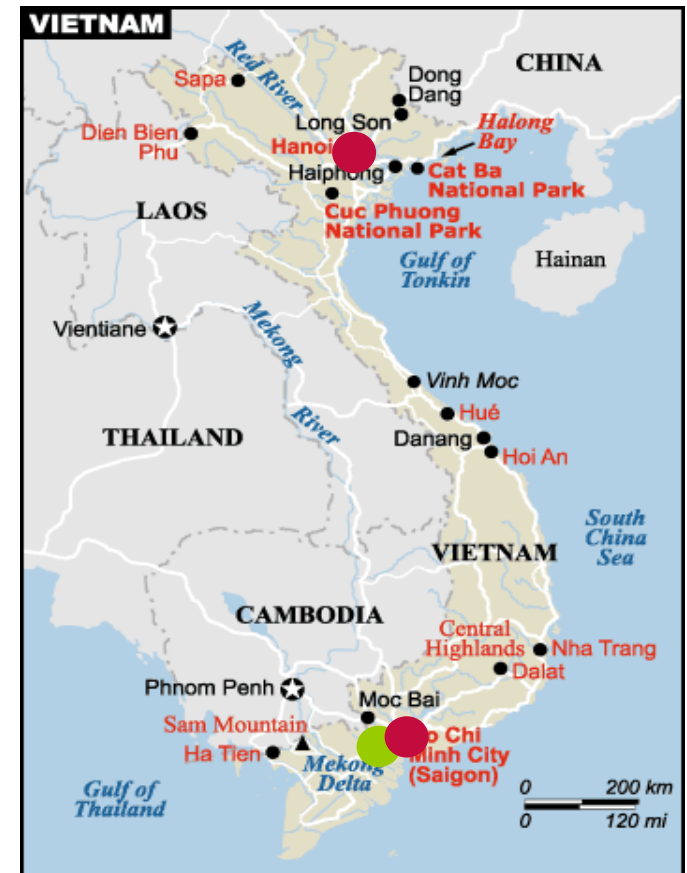 VIETNAM
CHINA
Red River
Sapa
Dong
Dang
Long Son
Halong
Bay
Dien Bien
Phu
Hanoi
Haiphong
Cat Ba
National Park
LAOS
Cuc Phuong
National Park
Gulf of
Tonkin
Hainan
Vientiane
Mekong
River
Vinh Moc
Hué
THAILAND
Danang
Hoi An
South
China
Sea
VIETNAM
CAMBODIA
Central
Highlands
Nha Trang
Dalat
Phnom Penh
Moc Bai
Sam Mountain
Ha Tien
o Chi
Minh City
(Saigon)
Mekong
Delta
Gulf of
Thailand
0 200 km
0 120 mi